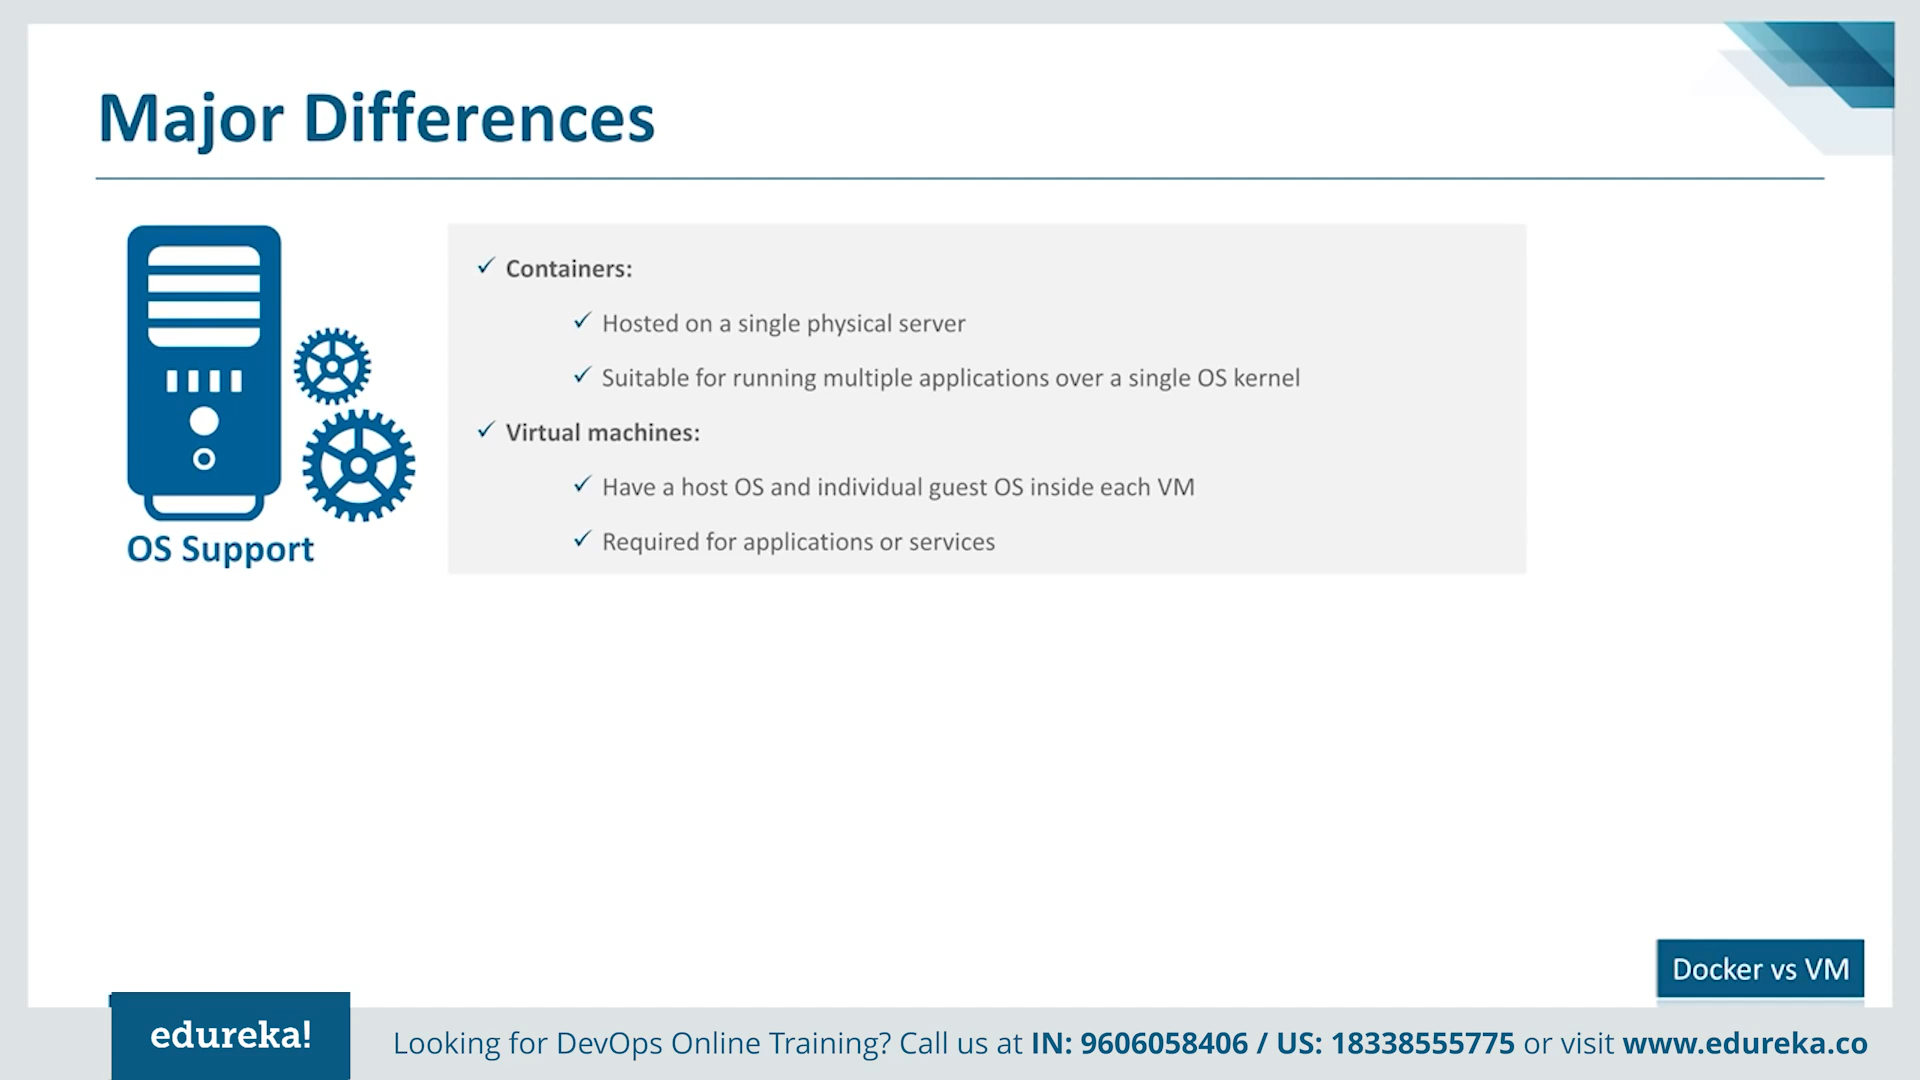 Major Differences
Containers:
Hosted on a single physical server
Suitable for running multiple applications over a single OS kernel
Virtual machines:
Have a host OS and individual guest OS inside each VM
Required for applications or services
OS Support
Docker vs VM
edureka!
Looking for DevOps Online Training? Call us at IN: 9606058406 / US: 18338555775 or visit www.edureka.co